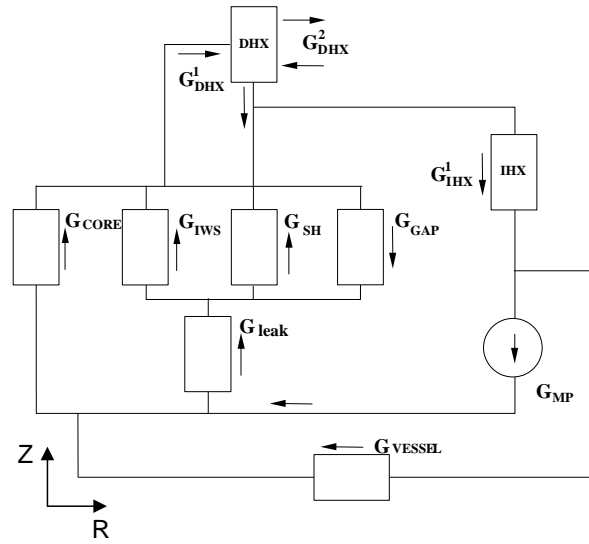 DHX
G²DHX
G¹DHX
G¹IHX
IHX
GCORE
GIWS
GSH
GGAP
Gleak
GMP
GVESSEL
Z
R